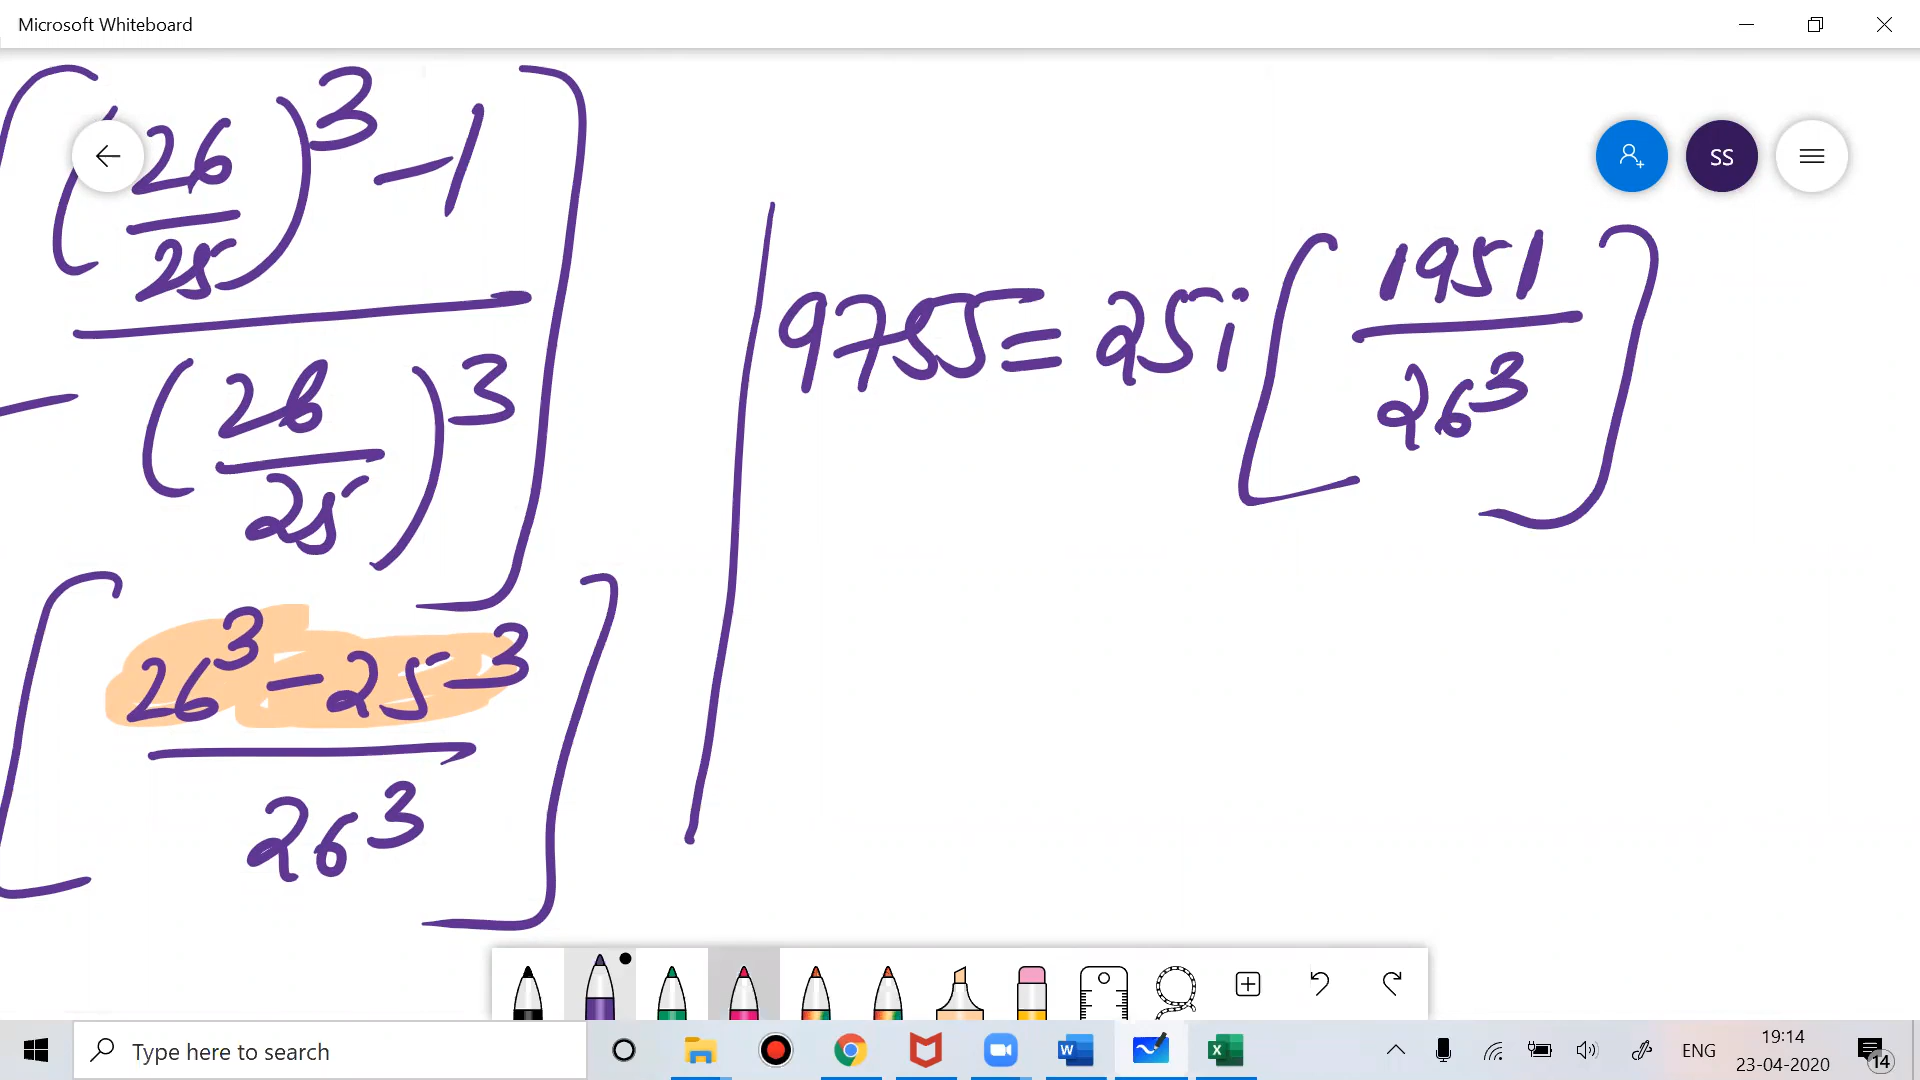 Microsoft Whiteboard
[(26/25)^3 - 1]
- (26/25)^3
[26^3 - 25^3
26^3]
9755 = 25i [1951
26^3]
SS
Type here to search
ENG
19:14
23-04-2020
14